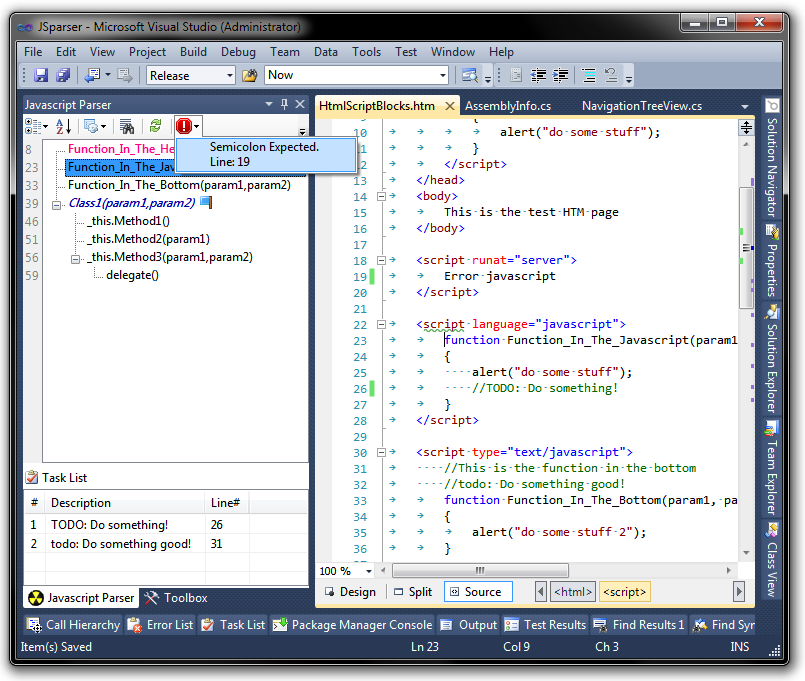 JSparser - Microsoft Visual Studio (Administrator)
File Edit View Project Build Debug Team Data Tools Test Window Help
Release Now
Javascript Parser
8 Function_In_The_He
23 Function_In_The_Jav
33 Function_In_The_Bottom(param1,param2)
39 Class1(param1,param2)
46 _this.Method1()
51 _this.Method2(param1)
56 _this.Method3(param1,param2)
59 delegate()
Semicolon Expected.
Line: 19
Task List
# Description Line#
1 TODO: Do something! 26
2 todo: Do something good! 31
Javascript Parser Toolbox
HtmlScriptBlocks.htm AssemblyInfo.cs NavigationTreeView.cs
{
10 alert("do some stuff");
11 }
12 </script>
13 </head>
14 <body>
15 This is the test HTM page
16 </body>
17
18 <script runat="server">
19 Error javascript
20 </script>
21
22 <script language="javascript">
23 function Function_In_The_Javascript(param1
24 {
25 alert("do some stuff");
26 //TODO: Do something!
27 }
28 </script>
29
30 <script type="text/javascript">
31 //This is the function in the bottom
32 //todo: Do something good!
33 function Function_In_The_Bottom(param1, pa
34 {
35 alert("do some stuff 2");
36 }
100 %
Design Split Source <html> <script>
Solution Navigator
Properties
Solution Explorer
Team Explorer
Class View
Call Hierarchy Error List Task List Package Manager Console Output Test Results Find Results 1 Find Syr
Item(s) Saved Ln 23 Col 9 Ch 3 INS